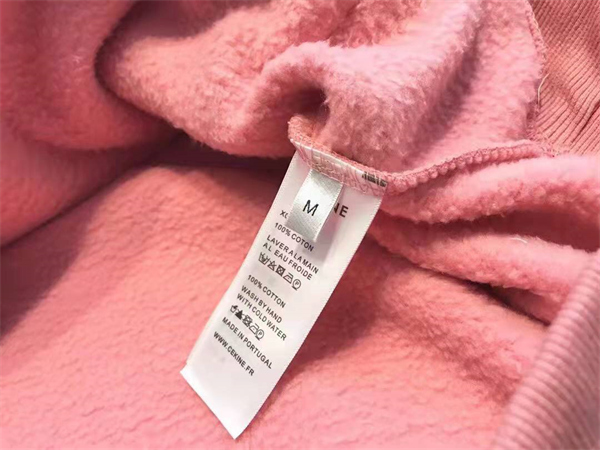 M
NE
100% COTON
LAVER A LA MAIN
A L EAU FROIDE
100% COTTON
WASH BY HAND
WITH COLD WATER
MADE IN PORTUGAL
WWW.CEKINE.FR